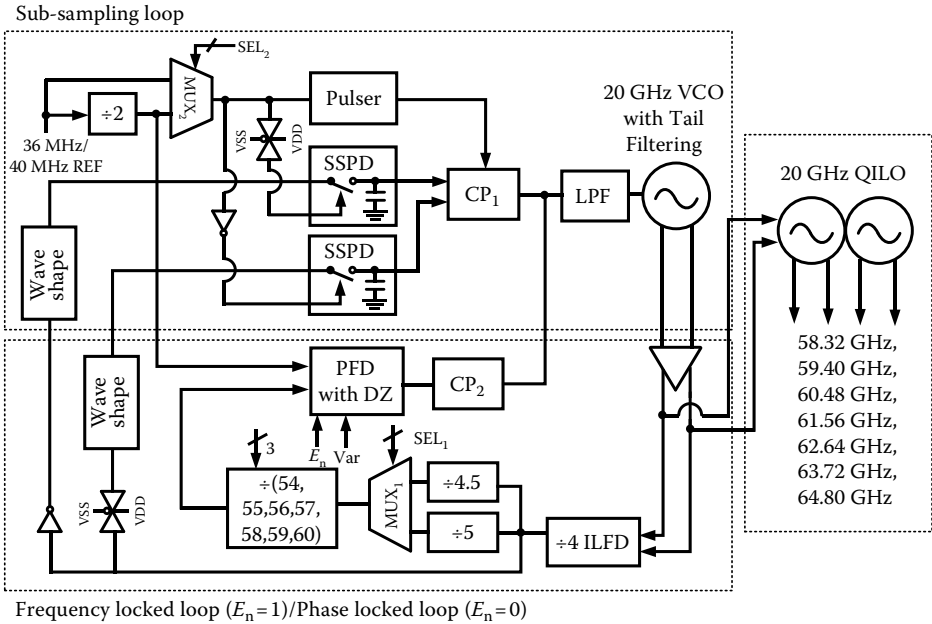 Sub-sampling loop
SEL2
MUX2
÷2
Pulser
36 MHz/
40 MHz REF
VSS
VDD
SSPD
CP1
LPF
20 GHz VCO
with Tail
Filtering
20 GHz QILO
Wave
shape
SSPD
58.32 GHz,
59.40 GHz,
60.48 GHz,
61.56 GHz,
62.64 GHz,
63.72 GHz,
64.80 GHz
Wave
shape
PFD
with DZ
CP2
En
Var
3
SEL1
MUX1
÷(54,
55,56,57,
58,59,60)
÷4.5
÷5
÷4 ILFD
VSS
VDD
Frequency locked loop (En=1)/Phase locked loop (En=0)